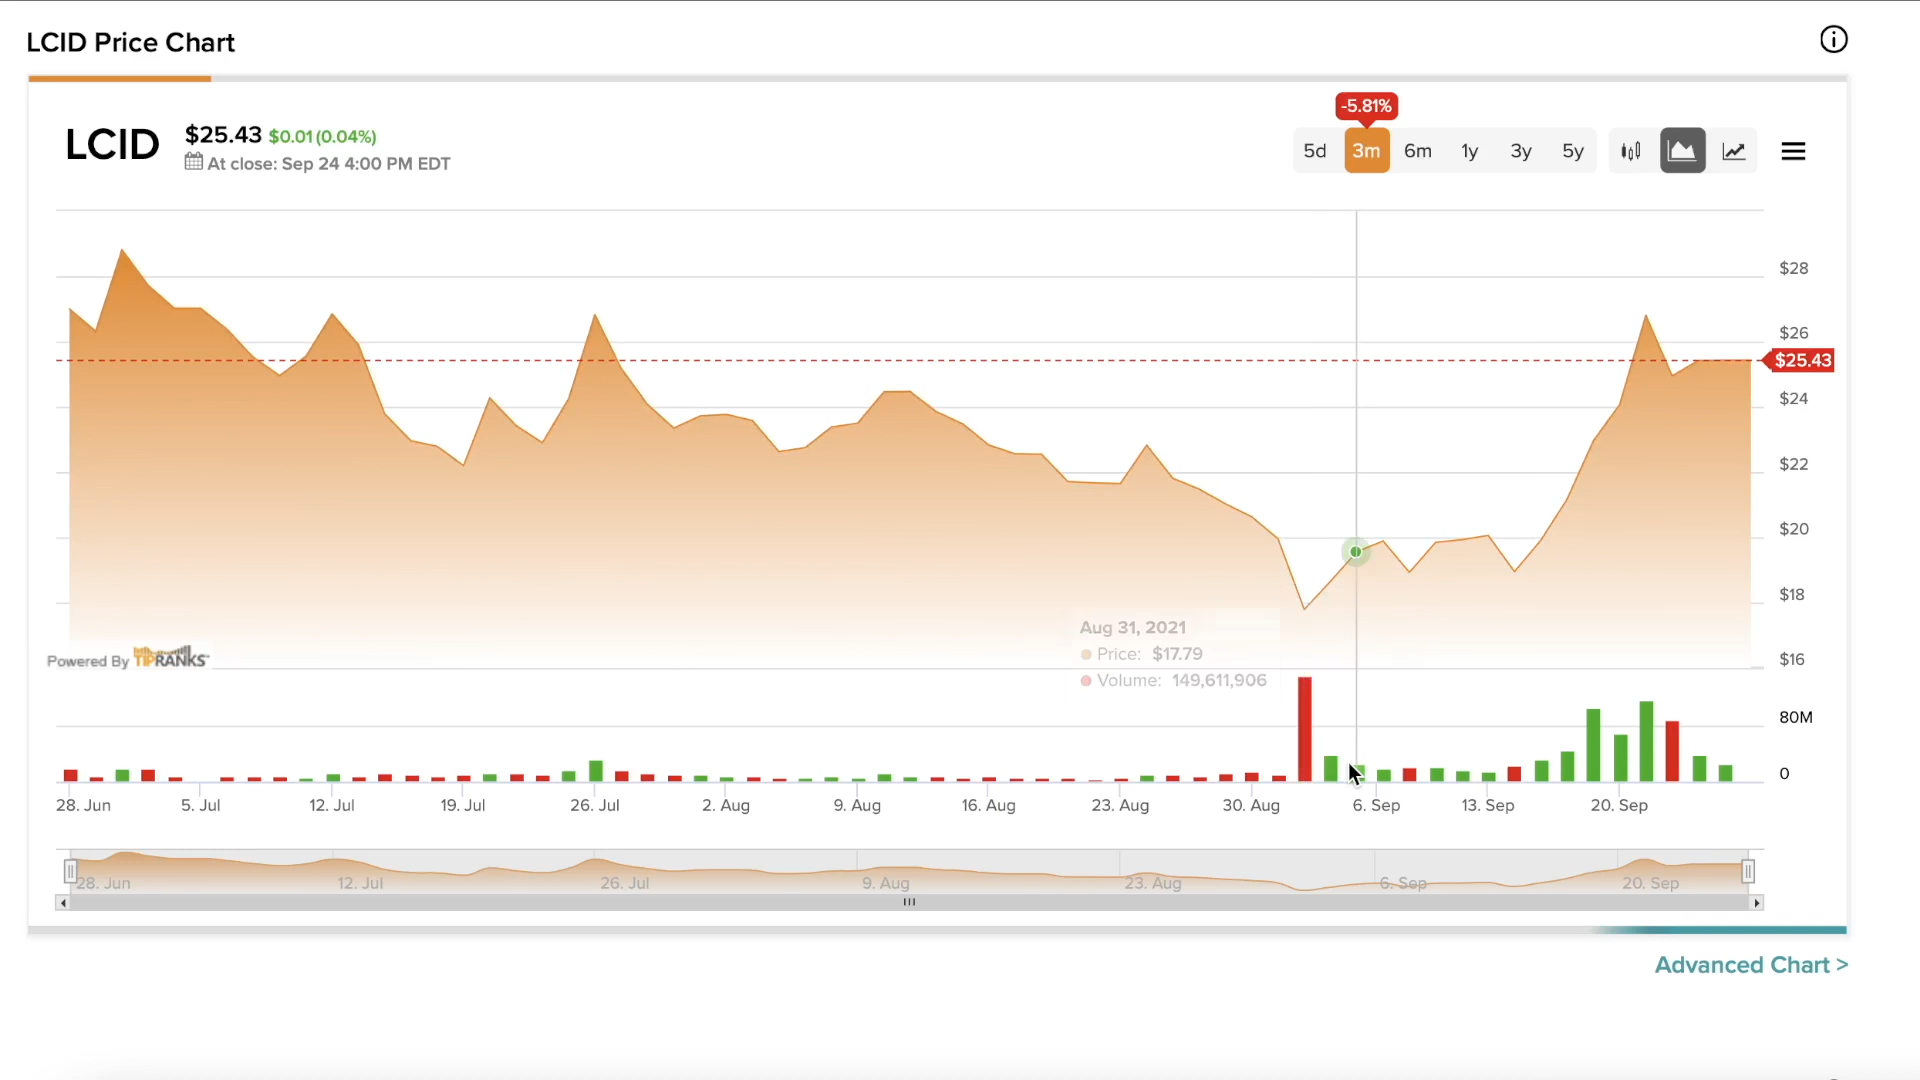 LCID Price Chart
-5.81%
LCID
$25.43 $0.01 (0.04%)
At close: Sep 24 4:00 PM EDT
5d 3m 6m 1y 3y 5y
$28
$26
$25.43
$24
$22
$20
$18
$16
Aug 31, 2021
Price: $17.79
Volume: 149,611,906
Powered By TIPRANKS
80M
0
28. Jun 5. Jul 12. Jul 19. Jul 26. Jul 2. Aug 9. Aug 16. Aug 23. Aug 30. Aug 6. Sep 13. Sep 20. Sep
28. Jun 12. Jul 26. Jul 9. Aug 23. Aug 6. Sep 20. Sep
Advanced Chart >